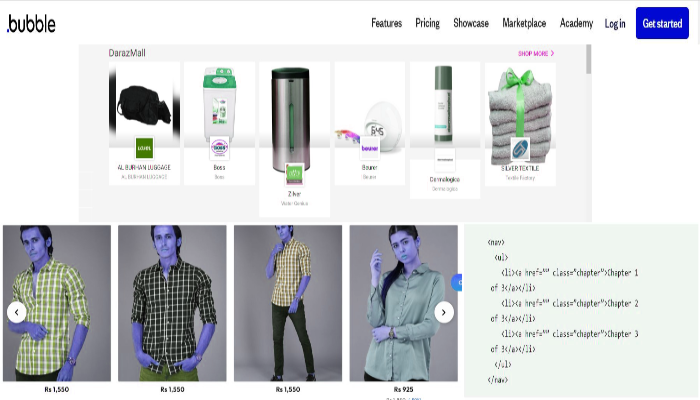 .bubble
Features Pricing Showcase Marketplace Academy Log in Get started
DarazMall
SHOP MORE
AL BURHAN LUGGAGE
AL BURHAN LUGGAGE
Boss
Boss
Zilver
Water Genius
beurer
Beurer
Beurer
Dermalogica
Dermalogica
SILVER TEXTILE
Textile Factory
Rs 1,550
Rs 1,550
Rs 1,550
Rs 925
<nav>
<ul>
<li><a href="" class="chapter">Chapter 1
of 3</a></li>
<li><a href="" class="chapter">Chapter 2
of 3</a></li>
<li><a href="" class="chapter">Chapter 3
of 3</a></li>
</ul>
</nav>